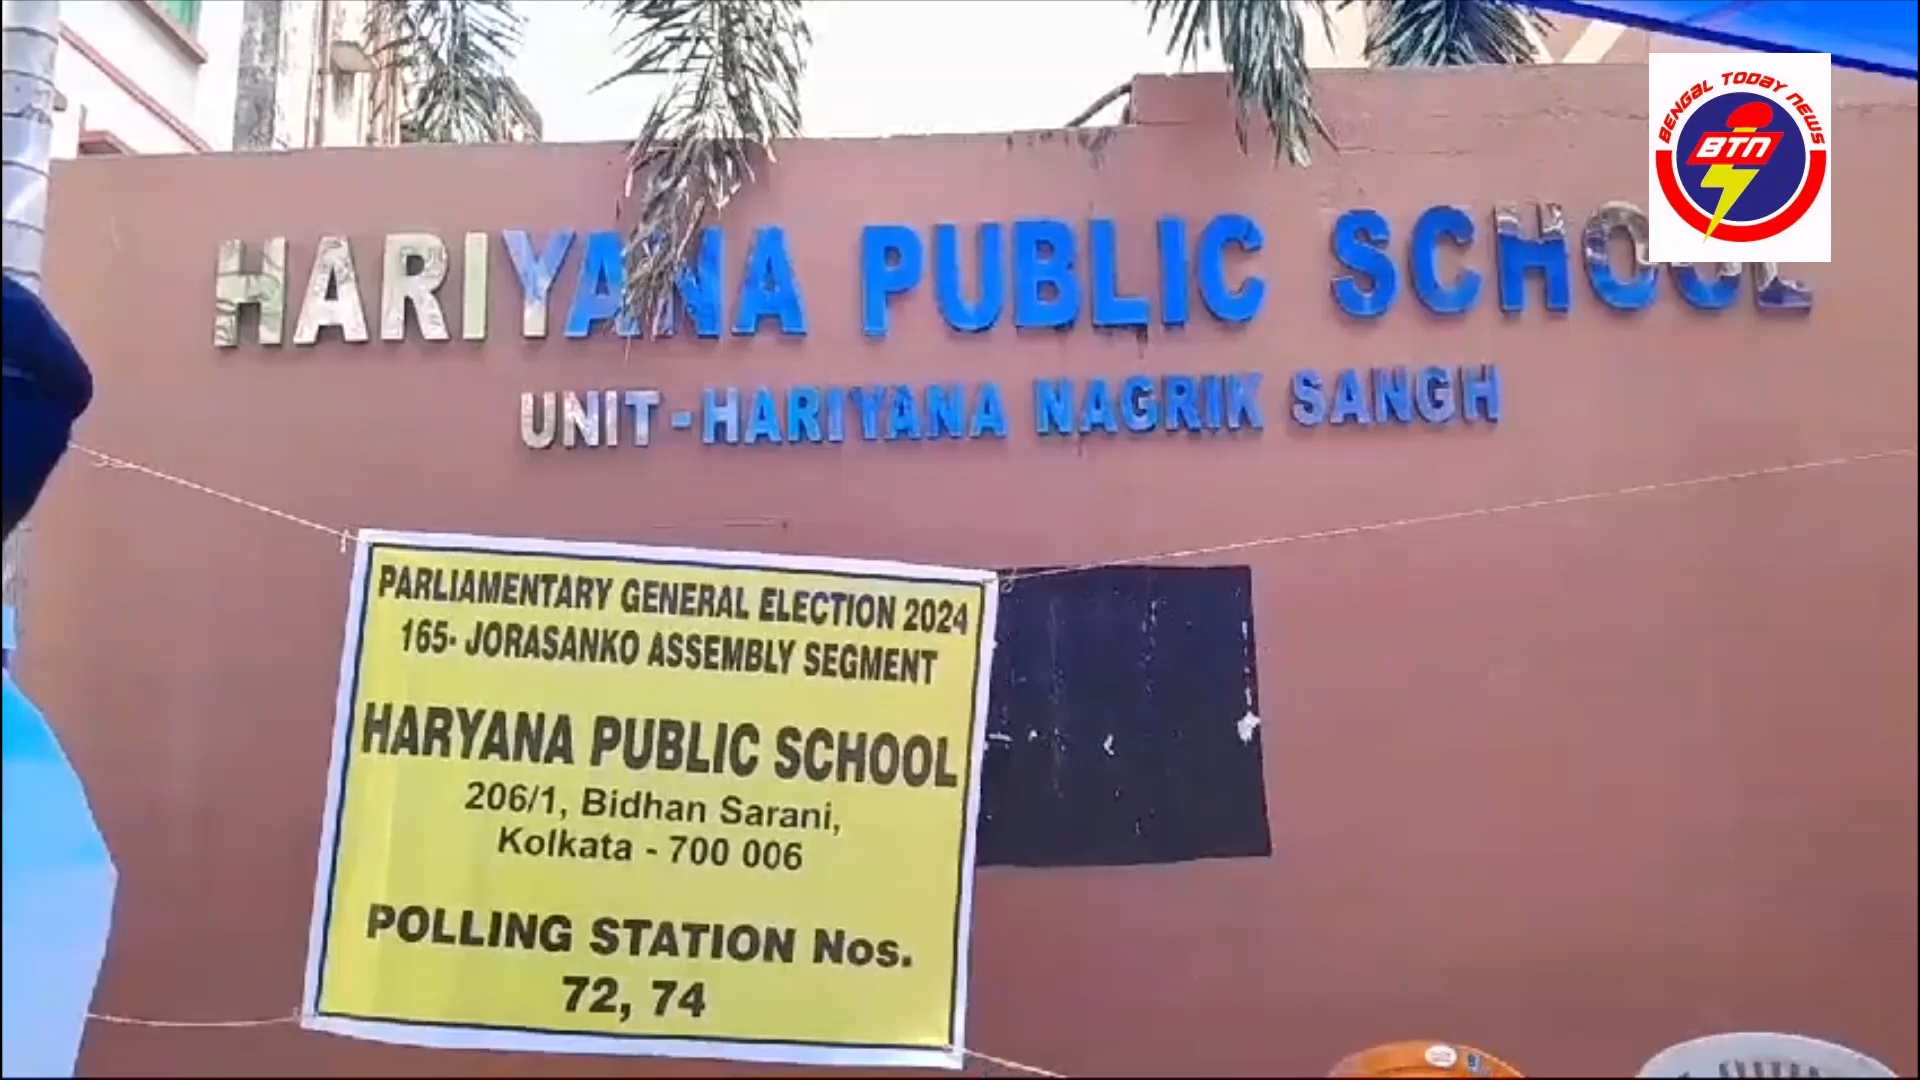 BENGAL TODAY NEWS
BTN
HARIYANA PUBLIC SCHOOL
UNIT-HARIYANA NAGRIK SANGH
PARLIAMENTARY GENERAL ELECTION 2024
165- JORASANKO ASSEMBLY SEGMENT
HARYANA PUBLIC SCHOOL
206/1, Bidhan Sarani,
Kolkata - 700 006
POLLING STATION Nos.
72, 74